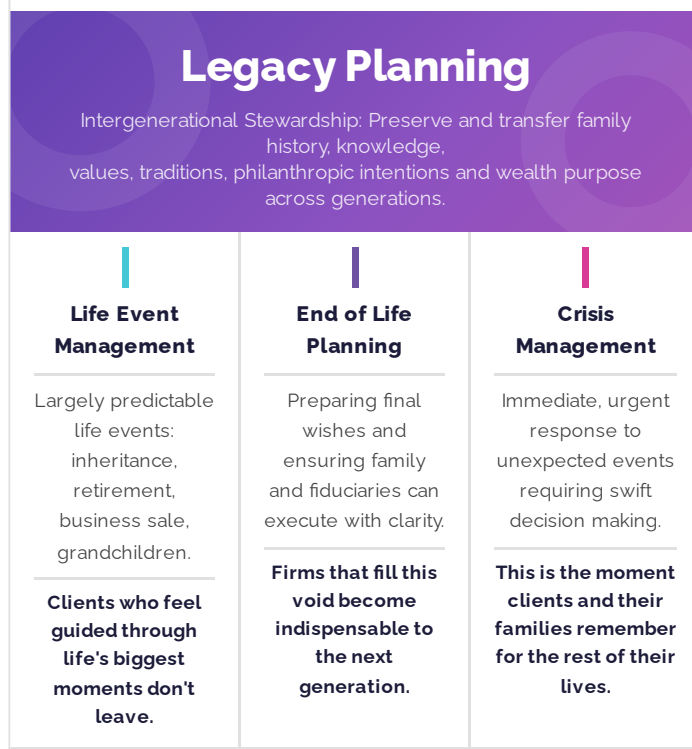 Legacy Planning
Intergenerational Stewardship: Preserve and transfer family
history, knowledge,
values, traditions, philanthropic intentions and wealth purpose
across generations.
Life Event
Management
Largely predictable
life events:
inheritance,
retirement,
business sale,
grandchildren.
Clients who feel
guided through
life's biggest
moments don't
leave.
End of Life
Planning
Preparing final
wishes and
ensuring family
and fiduciaries can
execute with clarity.
Firms that fill this
void become
indispensable to
the next
generation.
Crisis
Management
Immediate, urgent
response to
unexpected events
requiring swift
decision making.
This is the moment
clients and their
families remember
for the rest of their
lives.